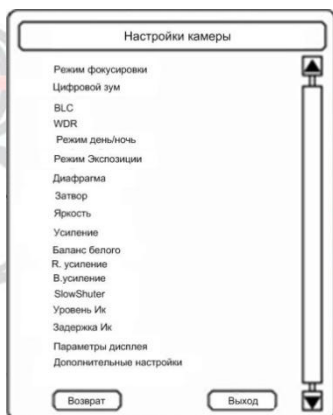 Настройки камеры
Режим фокусировки
Цифровой зум
BLC
WDR
Режим день/ночь
Режим Экспозиции
Диафрагма
Затвор
Яркость
Усиление
Баланс белого
R. усиление
B.усиление
SlowShuter
Уровень Ик
Задержка Ик
Параметры дисплея
Дополнительные настройки
Возврат
Выход